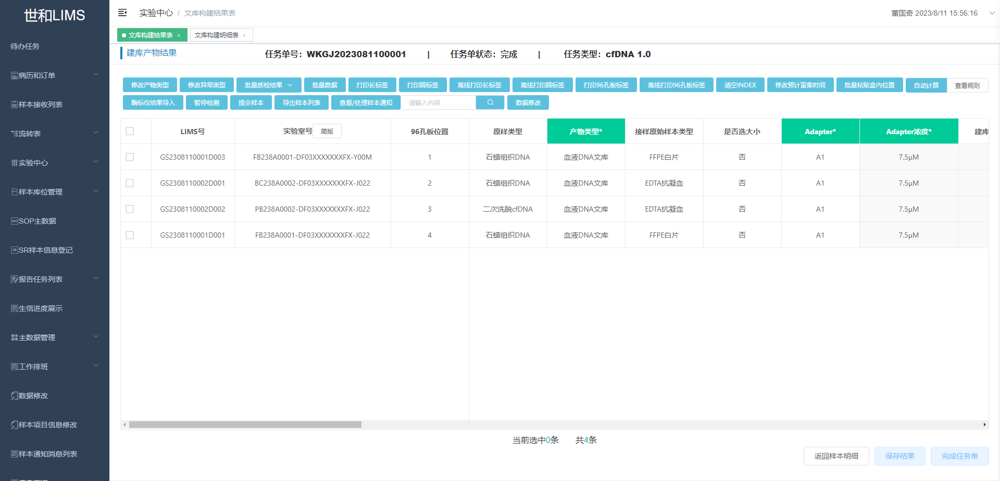 世和LIMS
待办任务
病历和订单
样本接收列表
流转表
实验中心
样本库位管理
SOP主数据
SR样本信息登记
报告任务列表
生信进度展示
主数据管理
工作排班
数据修改
样本项目信息修改
样本通知消息列表
实验中心 / 文库构建结果表
董国奇 2023/8/11 15:56:16
文库构建结果表 × 文库构建明细表 ×
建库产物结果 任务单号：WKGJ2023081100001 | 任务单状态：完成 | 任务类型：cfDNA 1.0
修改产物类型 修改异常类型 批量质检结果 批量数据 打印长标签 打印圆标签 离线打印长标签 离线打印圆标签 打印96孔板标签 离线打印96孔板标签 清空INDEX 修改预计富集时间 批量粘贴盒内位置 自动计算 查看规则
酶标仪结果导入 暂停检测 提交样本 导出样本列表 查看/处理样本通知 请输入内容 数据修改
LIMS号 实验室号 简版 96孔板位置 原样类型 产物类型* 接样原始样本类型 是否选大小 Adapter* Adapter浓度* 建库
GS2308110001D003 FB238A0001-DF03XXXXXXXFX-Y00M 1 石蜡组织DNA 血液DNA文库 FFPE白片 否 A1 7.5μM
GS2308110002D001 BC238A0002-DF03XXXXXXXFX-J022 2 石蜡组织DNA 血液DNA文库 EDTA抗凝血 否 A1 7.5μM
GS2308110002D002 PB238A0002-DF03XXXXXXXFX-J022 3 二次洗脱cfDNA 血液DNA文库 EDTA抗凝血 否 A1 7.5μM
GS2308110001D001 FB238A0001-DF03XXXXXXXFX-J022 4 石蜡组织DNA 血液DNA文库 FFPE白片 否 A1 7.5μM
当前选中0条 共4条
返回样本明细 保存结果 完成任务单